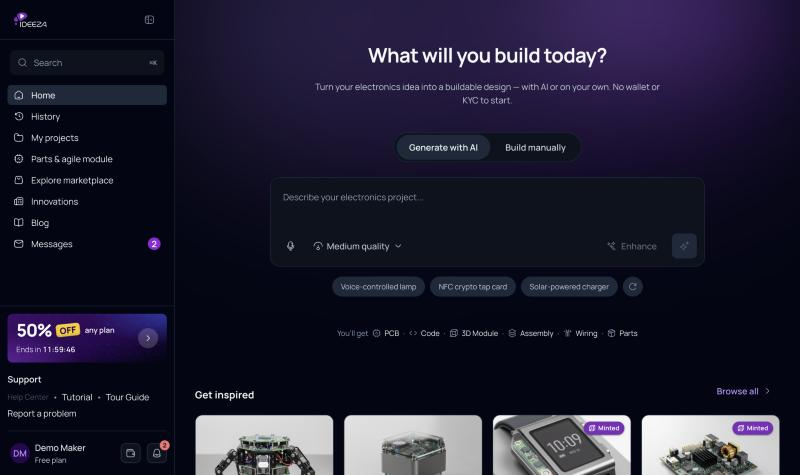 IDEEZA
Search
⌘K
Home
History
My projects
Parts & agile module
Explore marketplace
Innovations
Blog
Messages
2
50% OFF any plan
Ends in 11:59:46
Support
Help Center • Tutorial • Tour Guide
Report a problem
DM
Demo Maker
Free plan
2
What will you build today?
Turn your electronics idea into a buildable design — with AI or on your own. No wallet or
KYC to start.
Generate with AI
Build manually
Describe your electronics project...
Medium quality
Enhance
Voice-controlled lamp
NFC crypto tap card
Solar-powered charger
You'll get PCB · Code · 3D Module · Assembly · Wiring · Parts
Get inspired
Browse all
Minted
Minted
10:09